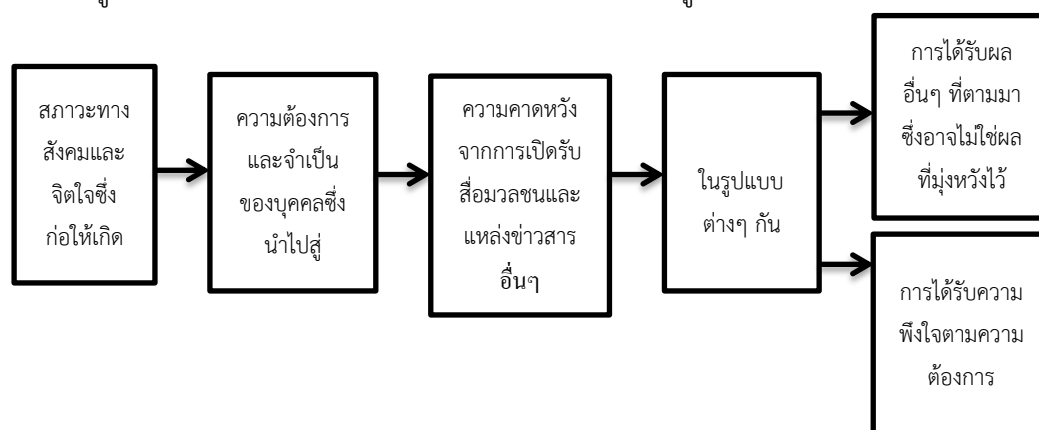 สภาวะทาง
สังคมและ
จิตใจซึ่ง
ก่อให้เกิด
ความต้องการ
และจำเป็น
ของบุคคลซึ่ง
นำไปสู่
ความคาดหวัง
จากการเปิดรับ
สื่อมวลชนและ
แหล่งข่าวสาร
อื่นๆ
ในรูปแบบ
ต่างๆ กัน
การได้รับผล
อื่นๆ ที่ตามมา
ซึ่งอาจไม่ใช่ผล
ที่มุ่งหวังไว้
การได้รับความ
พึงใจตามความ
ต้องการ